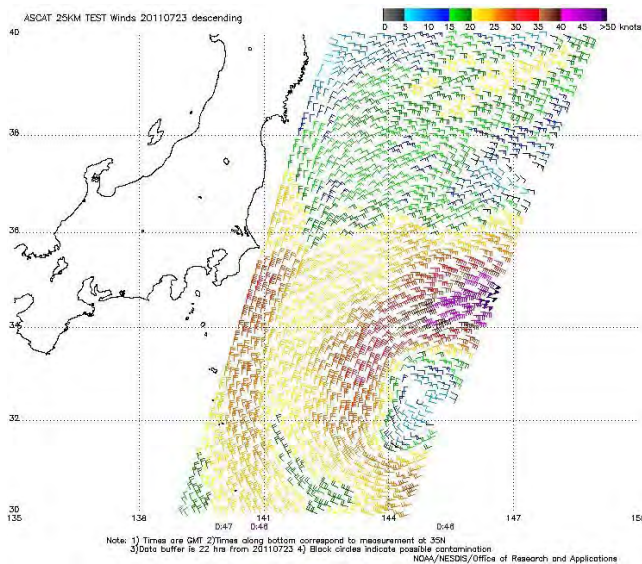 ASCAT 25KM TEST Winds 20110723 descending
0 5 10 15 20 25 30 35 40 45 >50 knots
40
38
36
34
32
30
135 138 141 144 147 150
0:47 0:46 0:46
Note: 1) Times are GMT 2)Times along bottom correspond to measurement at 35N
3)Data buffer is 22 hrs from 20110723 4) Black circles indicate possible contamination
NOAA/NESDIS/Office of Research and Applications